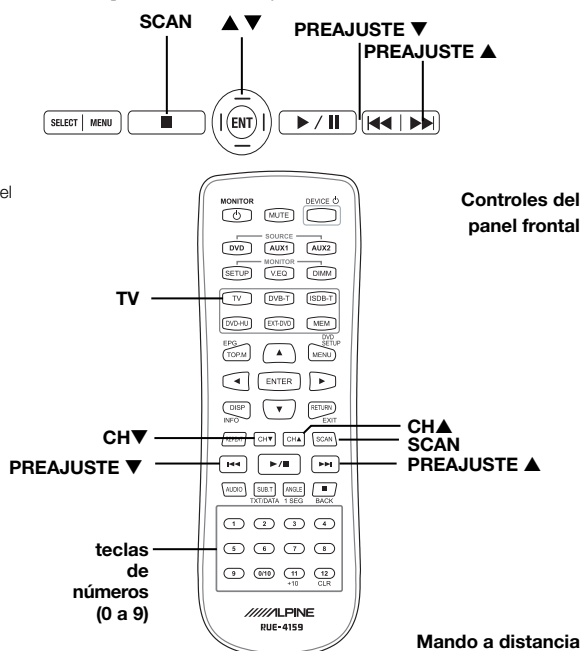 SCAN ▲ ▼ PREAJUSTE ▼
PREAJUSTE ▲
SELECT | MENU ■ ENT ▶ / ❚❚ |◀◀ | ▶▶|
el
Controles del
panel frontal
MONITOR DEVICE ⏻
⏻ MUTE
SOURCE
DVD AUX1 AUX2
MONITOR
SETUP V.EQ DIMM
TV
TV DVB-T ISDB-T
DVD-HU EXT-DVD MEM
EPG DVD SETUP
TOP.M ▲ MENU
◀ ENTER ▶
DISP ▼ RETURN
INFO EXIT
CH▲
REPEAT CH▼ CH▲ SCAN
CH▼
SCAN
PREAJUSTE ▼ |◀◀ ▶/■ ▶▶| PREAJUSTE ▲
AUDIO SUB.T ANGLE ■
TXT/DATA 1 SEG BACK
1 2 3 4
5 6 7 8
9 0/10 11 12
+10 CLR
teclas
de
números
(0 a 9)
ALPINE
RUE-4159
Mando a distancia